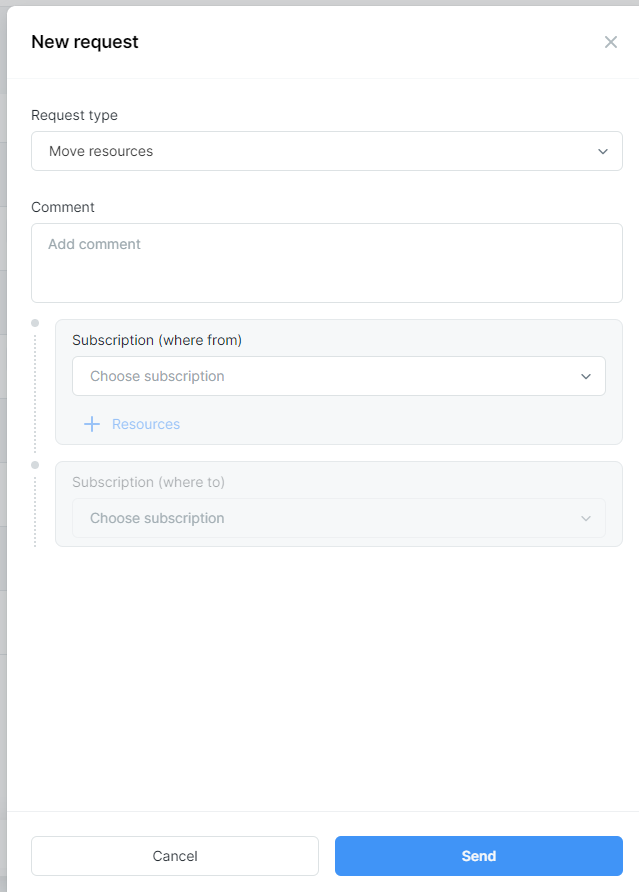 New request
Request type
Move resources
Comment
Add comment
Subscription (where from)
Choose subscription
Resources
Subscription (where to)
Choose subscription
Cancel
Send